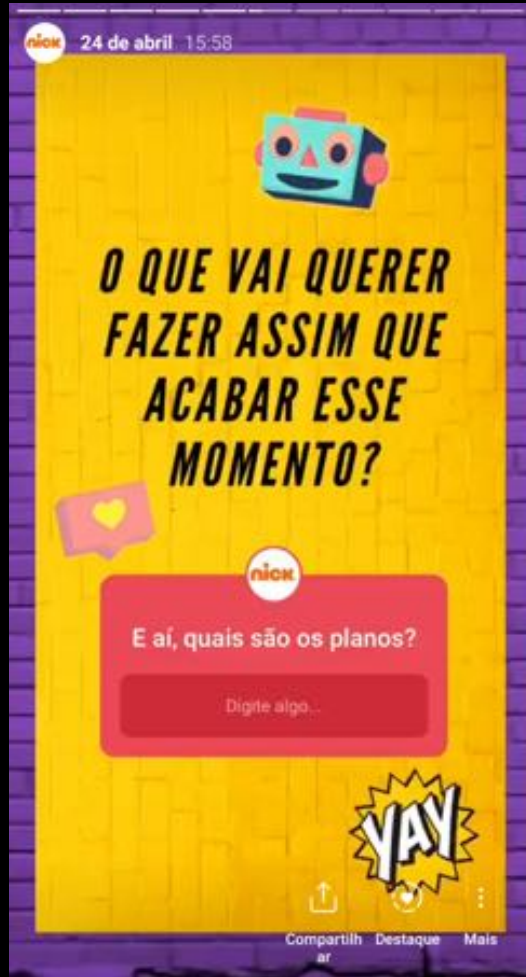 nick 24 de abril 15:58
O QUE VAI QUERER
FAZER ASSIM QUE
ACABAR ESSE
MOMENTO?
nick
E aí, quais são os planos?
Digite algo...
YAY
Compartilh Destaque Mais
ar